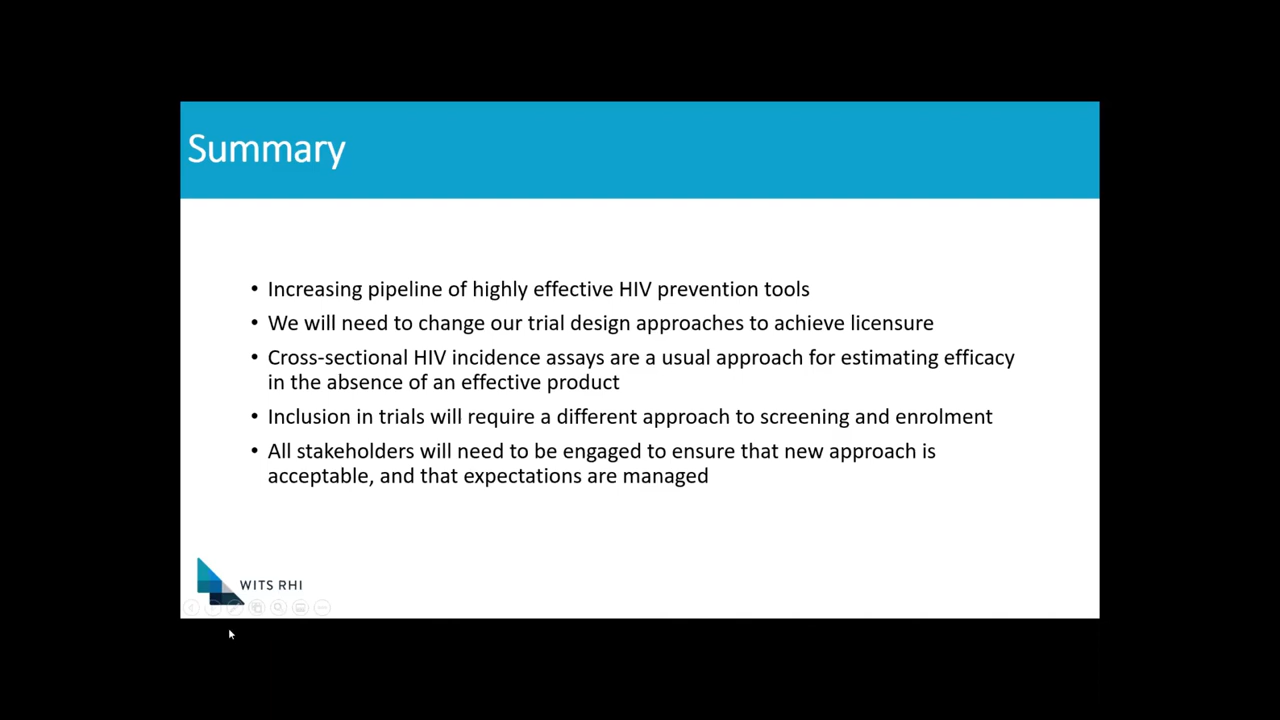 Summary
• Increasing pipeline of highly effective HIV prevention tools
• We will need to change our trial design approaches to achieve licensure
• Cross-sectional HIV incidence assays are a usual approach for estimating efficacy
in the absence of an effective product
• Inclusion in trials will require a different approach to screening and enrolment
• All stakeholders will need to be engaged to ensure that new approach is
acceptable, and that expectations are managed
WITS RHI